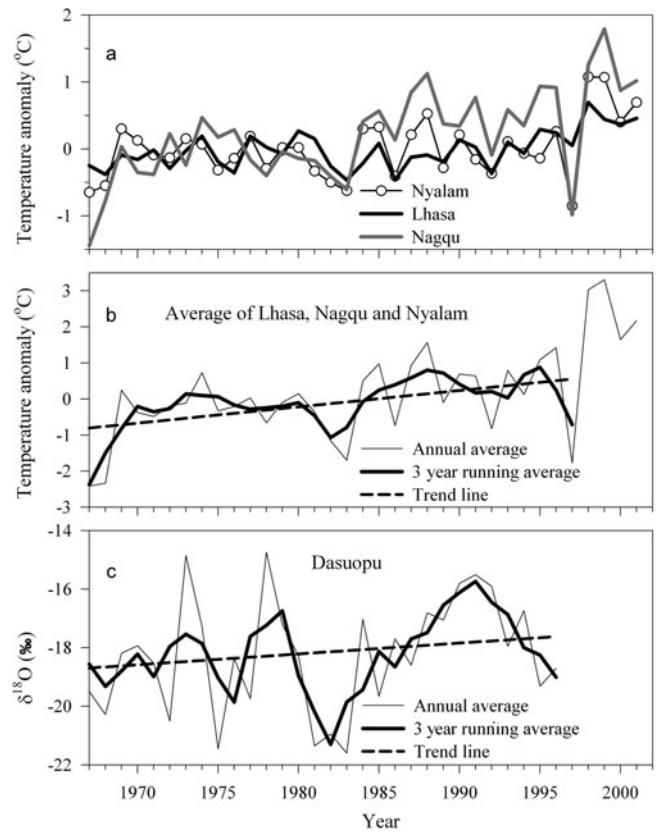 2
1
0
-1
Temperature anomaly (°C)
a
Nyalam
Lhasa
Nagqu
3
2
1
0
-1
-2
-3
Temperature anomaly (°C)
b
Average of Lhasa, Nagqu and Nyalam
Annual average
3 year running average
Trend line
-14
-16
-18
-20
-22
δ18O (‰)
c
Dasuopu
Annual average
3 year running average
Trend line
1970 1975 1980 1985 1990 1995 2000
Year